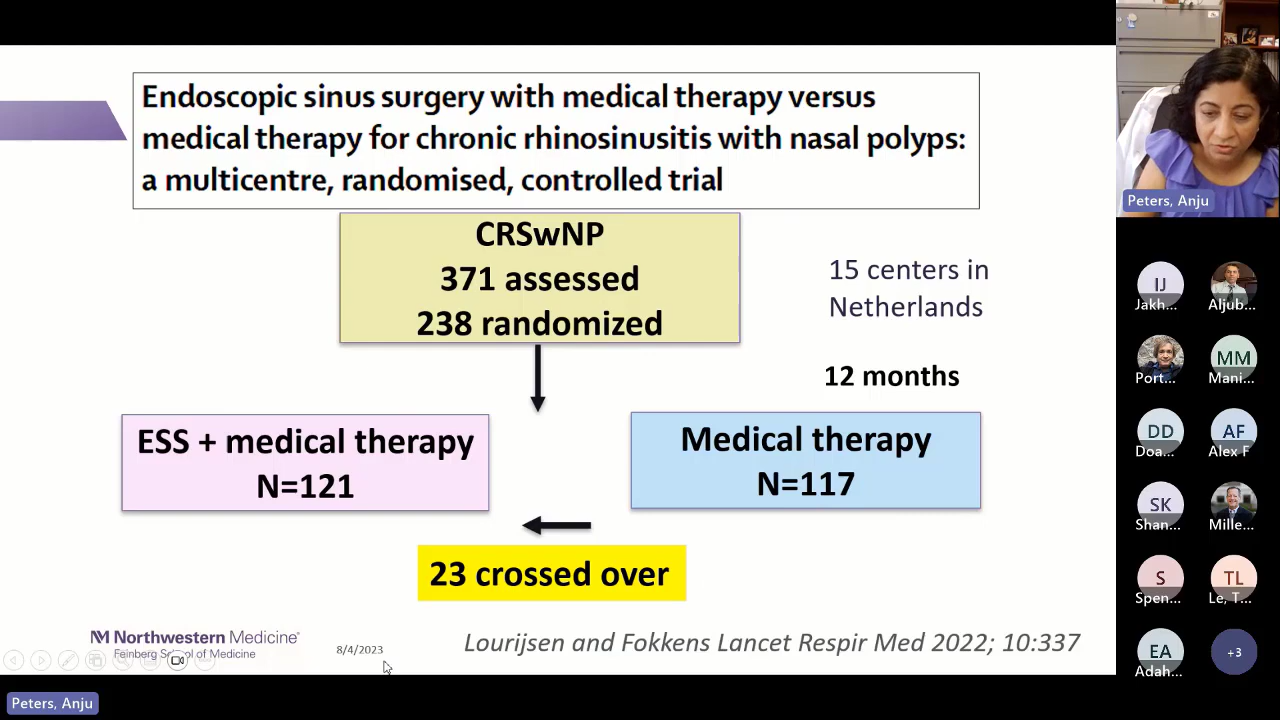 Endoscopic sinus surgery with medical therapy versus
medical therapy for chronic rhinosinusitis with nasal polyps:
a multicentre, randomised, controlled trial
CRSwNP
371 assessed
238 randomized
15 centers in
Netherlands
12 months
ESS + medical therapy
N=121
Medical therapy
N=117
23 crossed over
Northwestern Medicine®
Feinberg School of Medicine
8/4/2023
Lourijsen and Fokkens Lancet Respir Med 2022; 10:337
Peters, Anju
Peters, Anju
IJ
Jakh...
Aljub...
Port...
MM
Mani...
DD
Doa...
AF
Alex F
SK
Shan...
Mille...
S
Spen...
TL
Le, T...
EA
Adah...
+3